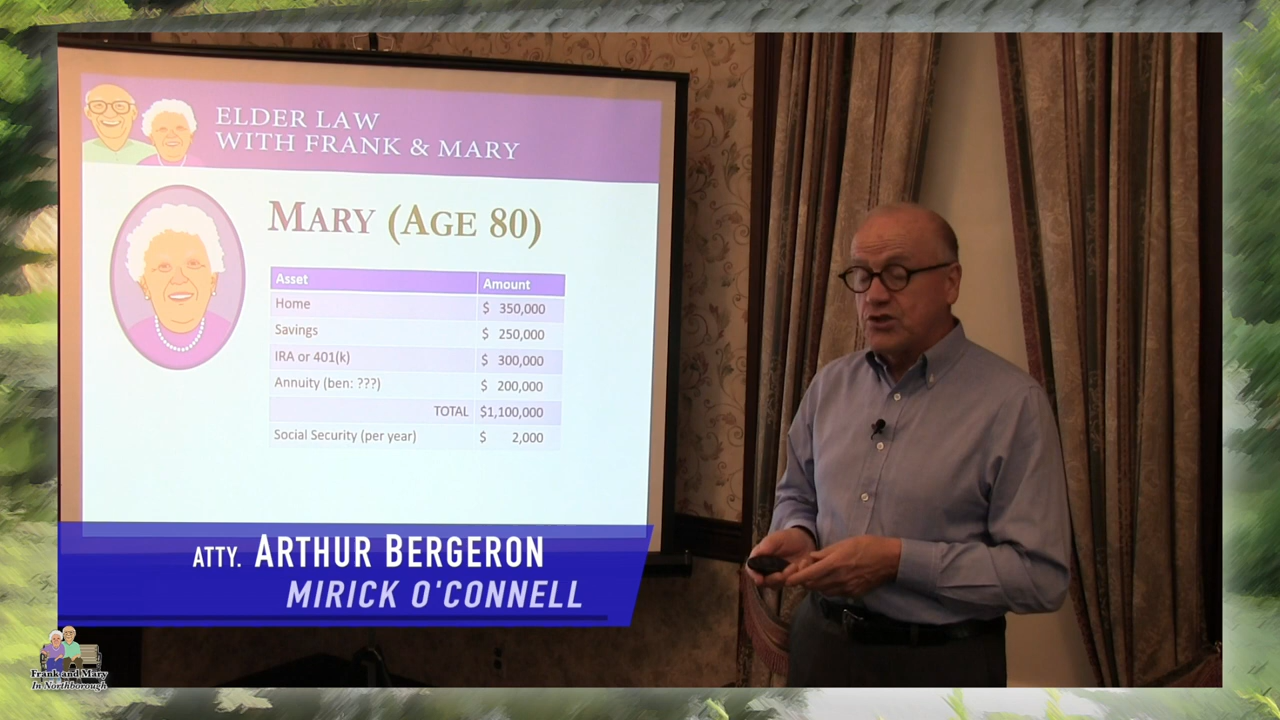 ELDER LAW
WITH FRANK & MARY
MARY (AGE 80)
Asset Amount
Home $ 350,000
Savings $ 250,000
IRA or 401(k) $ 300,000
Annuity (ben: ???) $ 200,000
TOTAL $1,100,000
Social Security (per year) $ 2,000
ATTY. ARTHUR BERGERON
MIRICK O'CONNELL
Frank and Mary
In Northborough